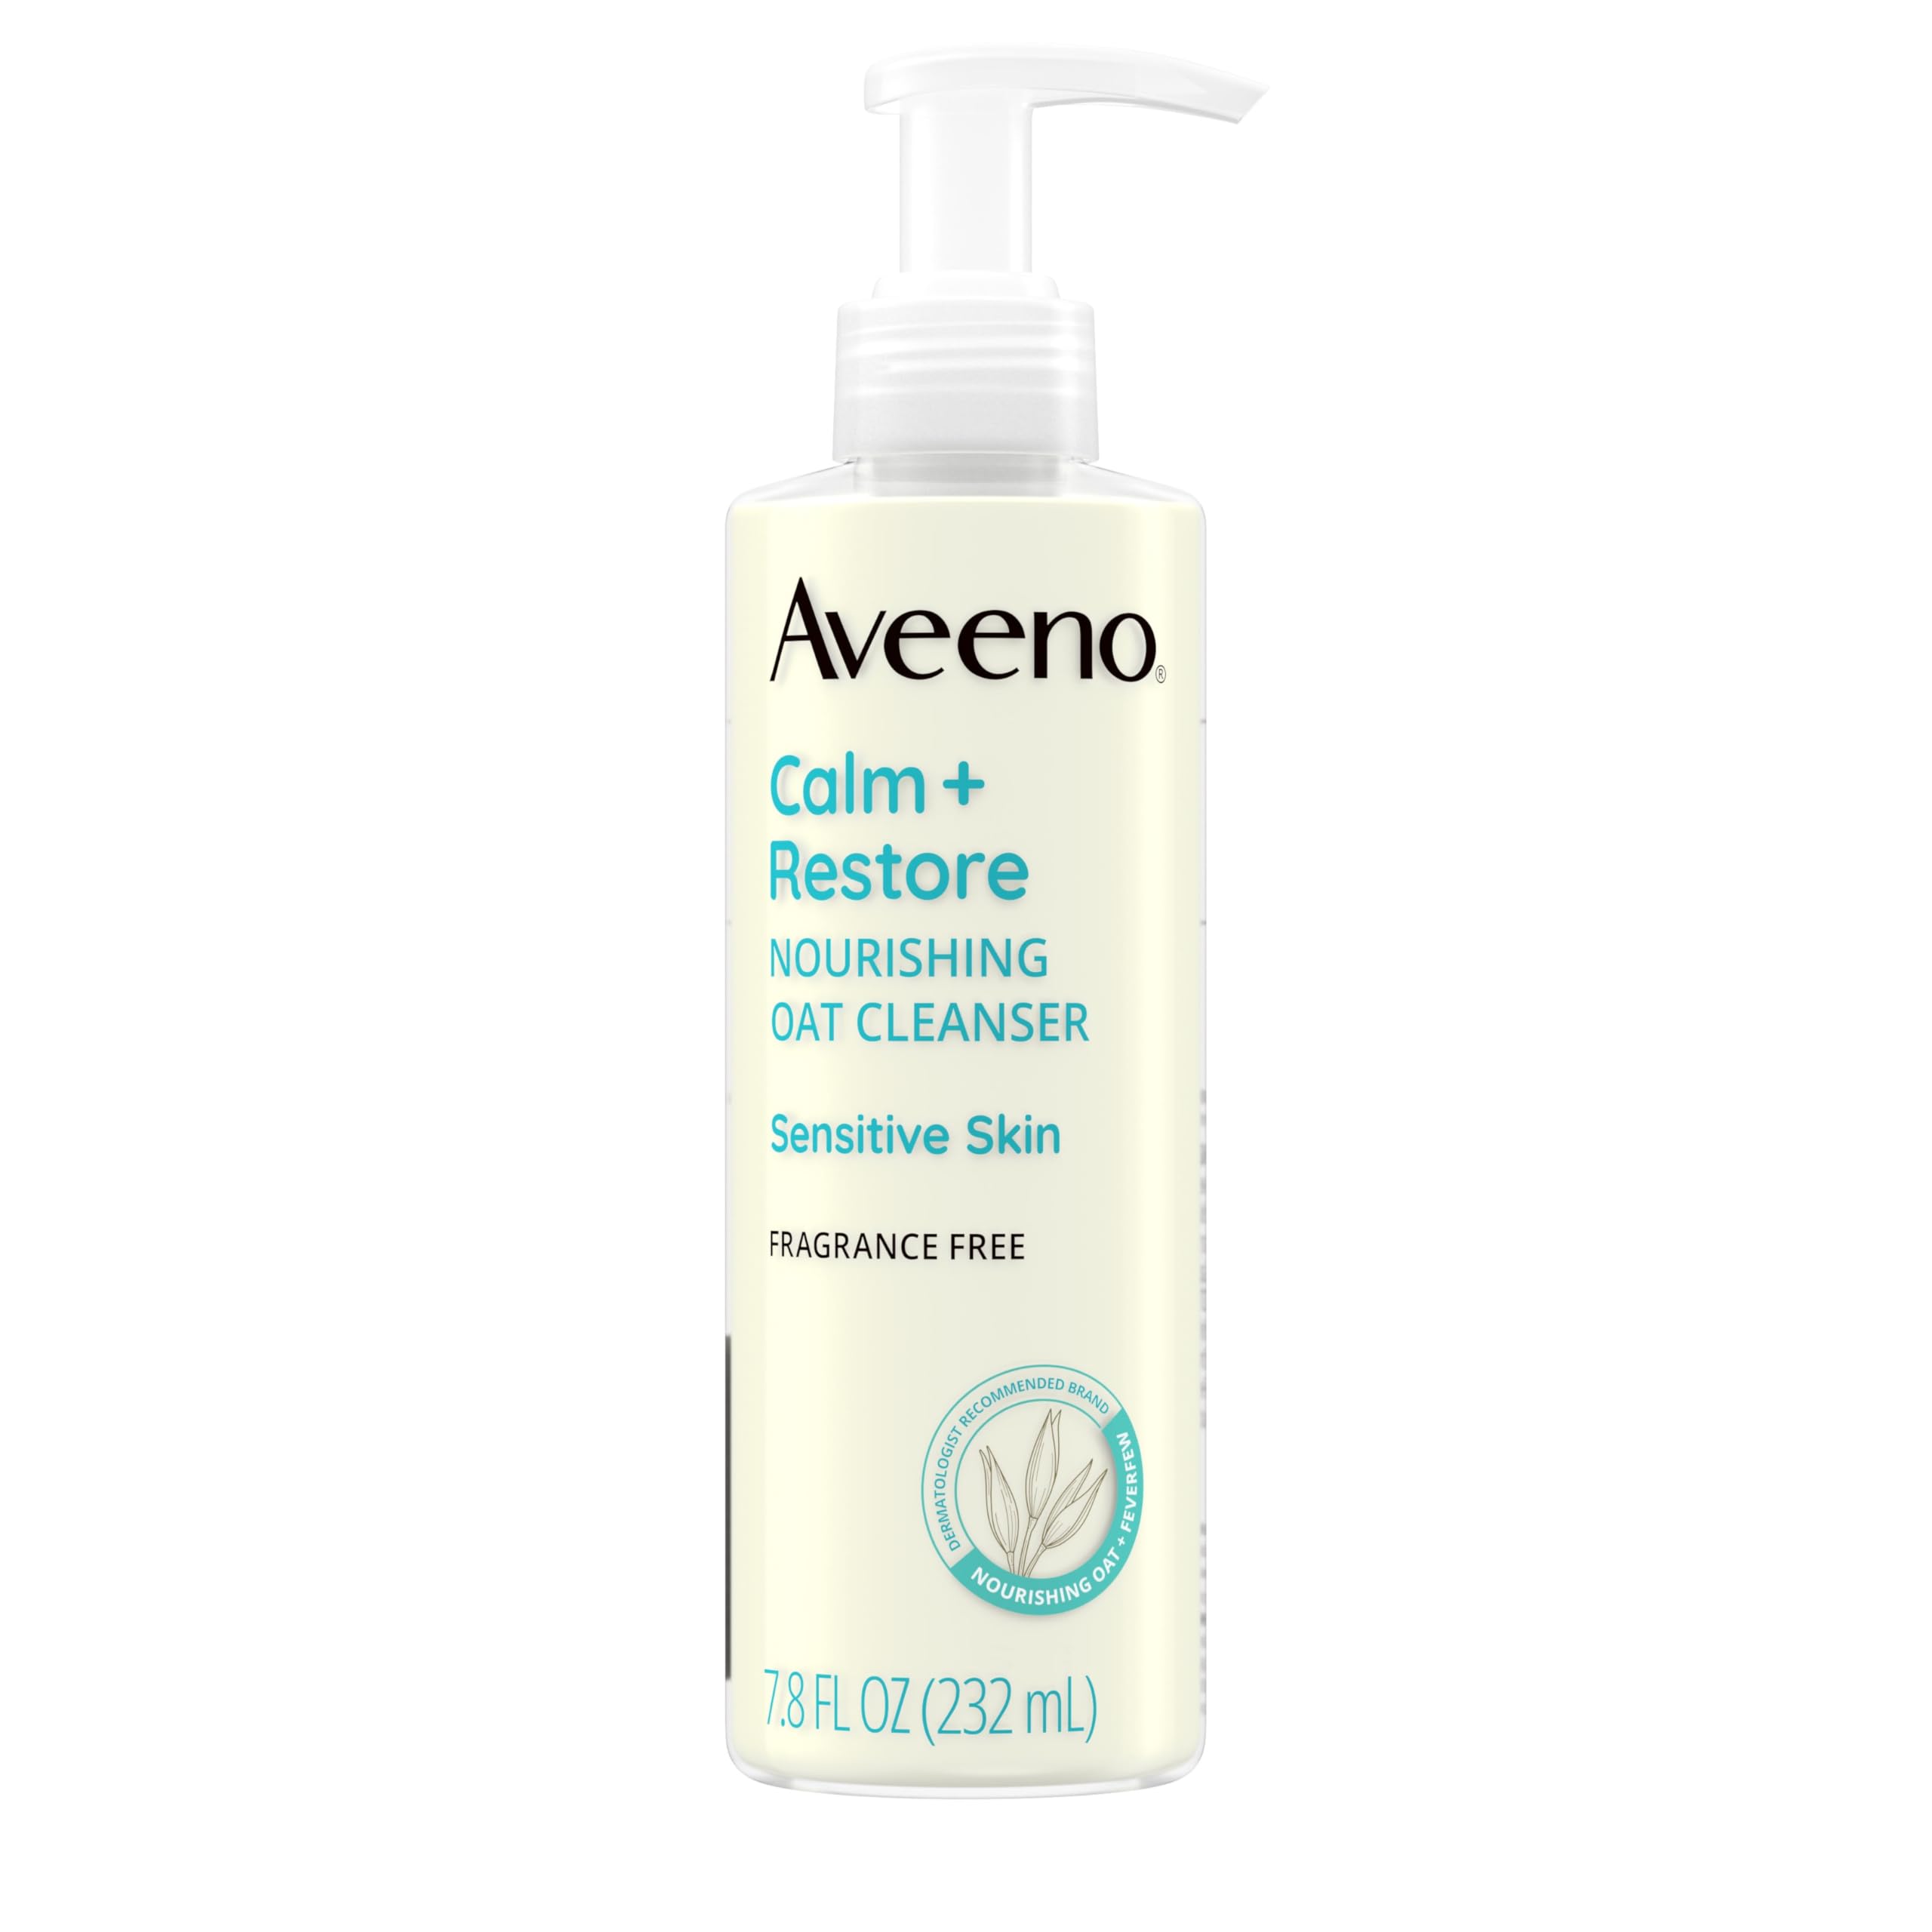 Aveeno®
Calm +
Restore
NOURISHING
OAT CLEANSER
Sensitive Skin
FRAGRANCE FREE
DERMATOLOGIST RECOMMENDED BRAND
NOURISHING OAT + FEVERFEW
7.8 FL OZ (232 mL)